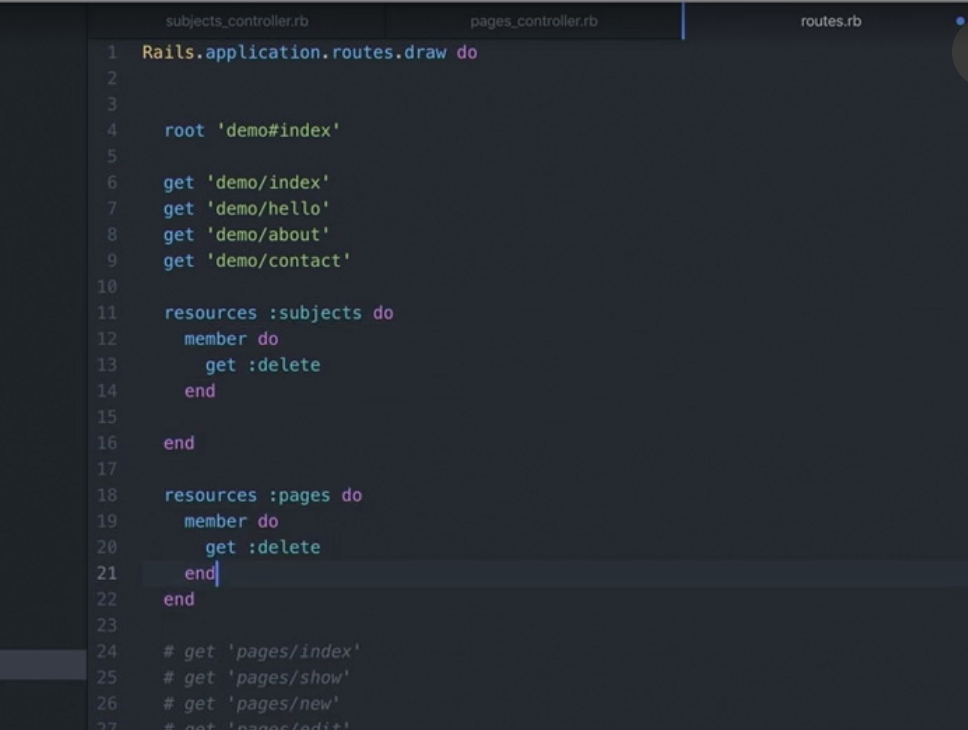 subjects_controller.rb pages_controller.rb routes.rb
1 Rails.application.routes.draw do
2
3
4 root 'demo#index'
5
6 get 'demo/index'
7 get 'demo/hello'
8 get 'demo/about'
9 get 'demo/contact'
10
11 resources :subjects do
12 member do
13 get :delete
14 end
15
16 end
17
18 resources :pages do
19 member do
20 get :delete
21 end
22 end
23
24 # get 'pages/index'
25 # get 'pages/show'
26 # get 'pages/new'
27 # get 'pages/edit'